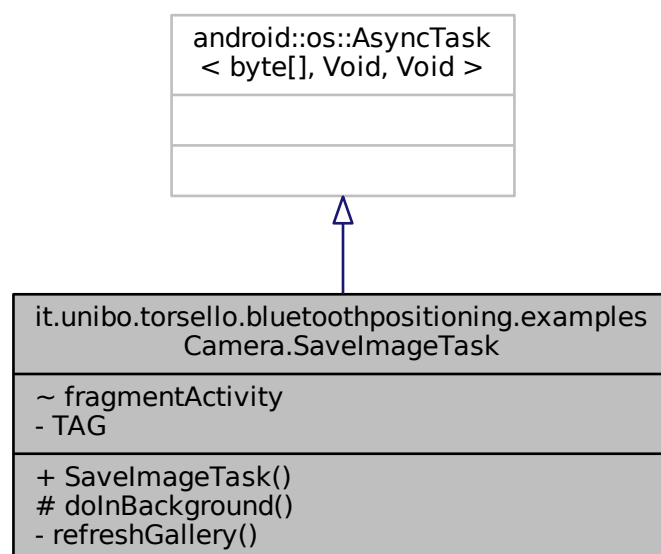 android::os::AsyncTask
< byte[], Void, Void >
it.unibo.torsello.bluetoothpositioning.examples
Camera.SaveImageTask
~ fragmentActivity
- TAG
+ SaveImageTask()
# doInBackground()
- refreshGallery()